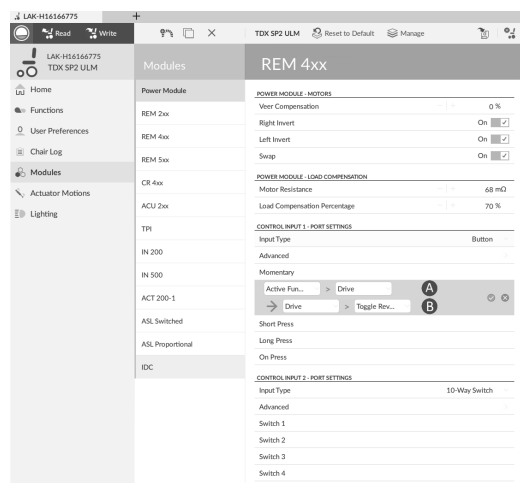 LAK-H16166775
+
Read
Write
TDX SP2 ULM
Reset to Default
Manage
LAK-H16166775
TDX SP2 ULM
Home
Functions
User Preferences
Chair Log
Modules
Actuator Motions
Lighting
Modules
Power Module
REM 2xx
REM 4xx
REM 5xx
CR 4xx
ACU 2xx
TPI
IN 200
IN 500
ACT 200-1
ASL Switched
ASL Proportional
IDC
REM 4xx
POWER MODULE - MOTORS
Veer Compensation 0 %
Right Invert On
Left Invert On
Swap On
POWER MODULE - LOAD COMPENSATION
Motor Resistance 68 mΩ
Load Compensation Percentage 70 %
CONTROL INPUT 1 - PORT SETTINGS
Input Type Button
Advanced
Momentary
Active Fun... > Drive A
Drive > Toggle Rev... B
Short Press
Long Press
On Press
CONTROL INPUT 2 - PORT SETTINGS
Input Type 10-Way Switch
Advanced
Switch 1
Switch 2
Switch 3
Switch 4